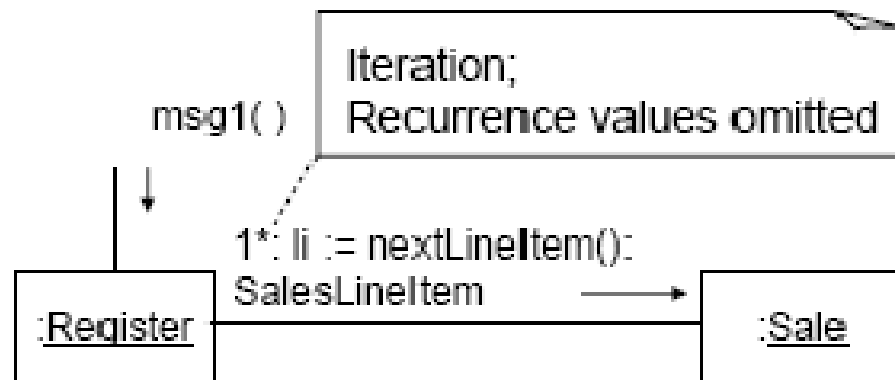 Iteration;
Recurrence values omitted
msg1( )
1*: li := nextLineItem():
SalesLineItem
:Register
:Sale